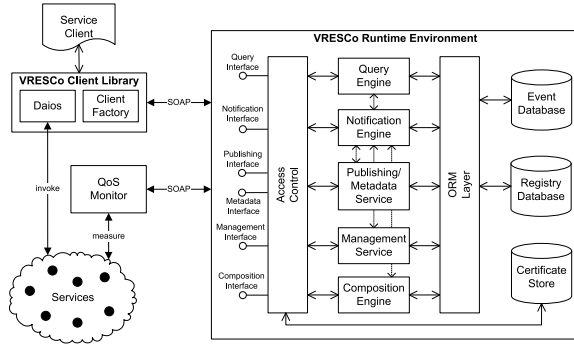 Service
Client
VRESCo Client Library
Daios
Client
Factory
SOAP
invoke
QoS
Monitor
SOAP
measure
Services
VRESCo Runtime Environment
Query
Interface
Notification
Interface
Publishing
Interface
Metadata
Interface
Management
Interface
Composition
Interface
Access
Control
Query
Engine
Notification
Engine
Publishing/
Metadata
Service
Management
Service
Composition
Engine
ORM
Layer
Event
Database
Registry
Database
Certificate
Store